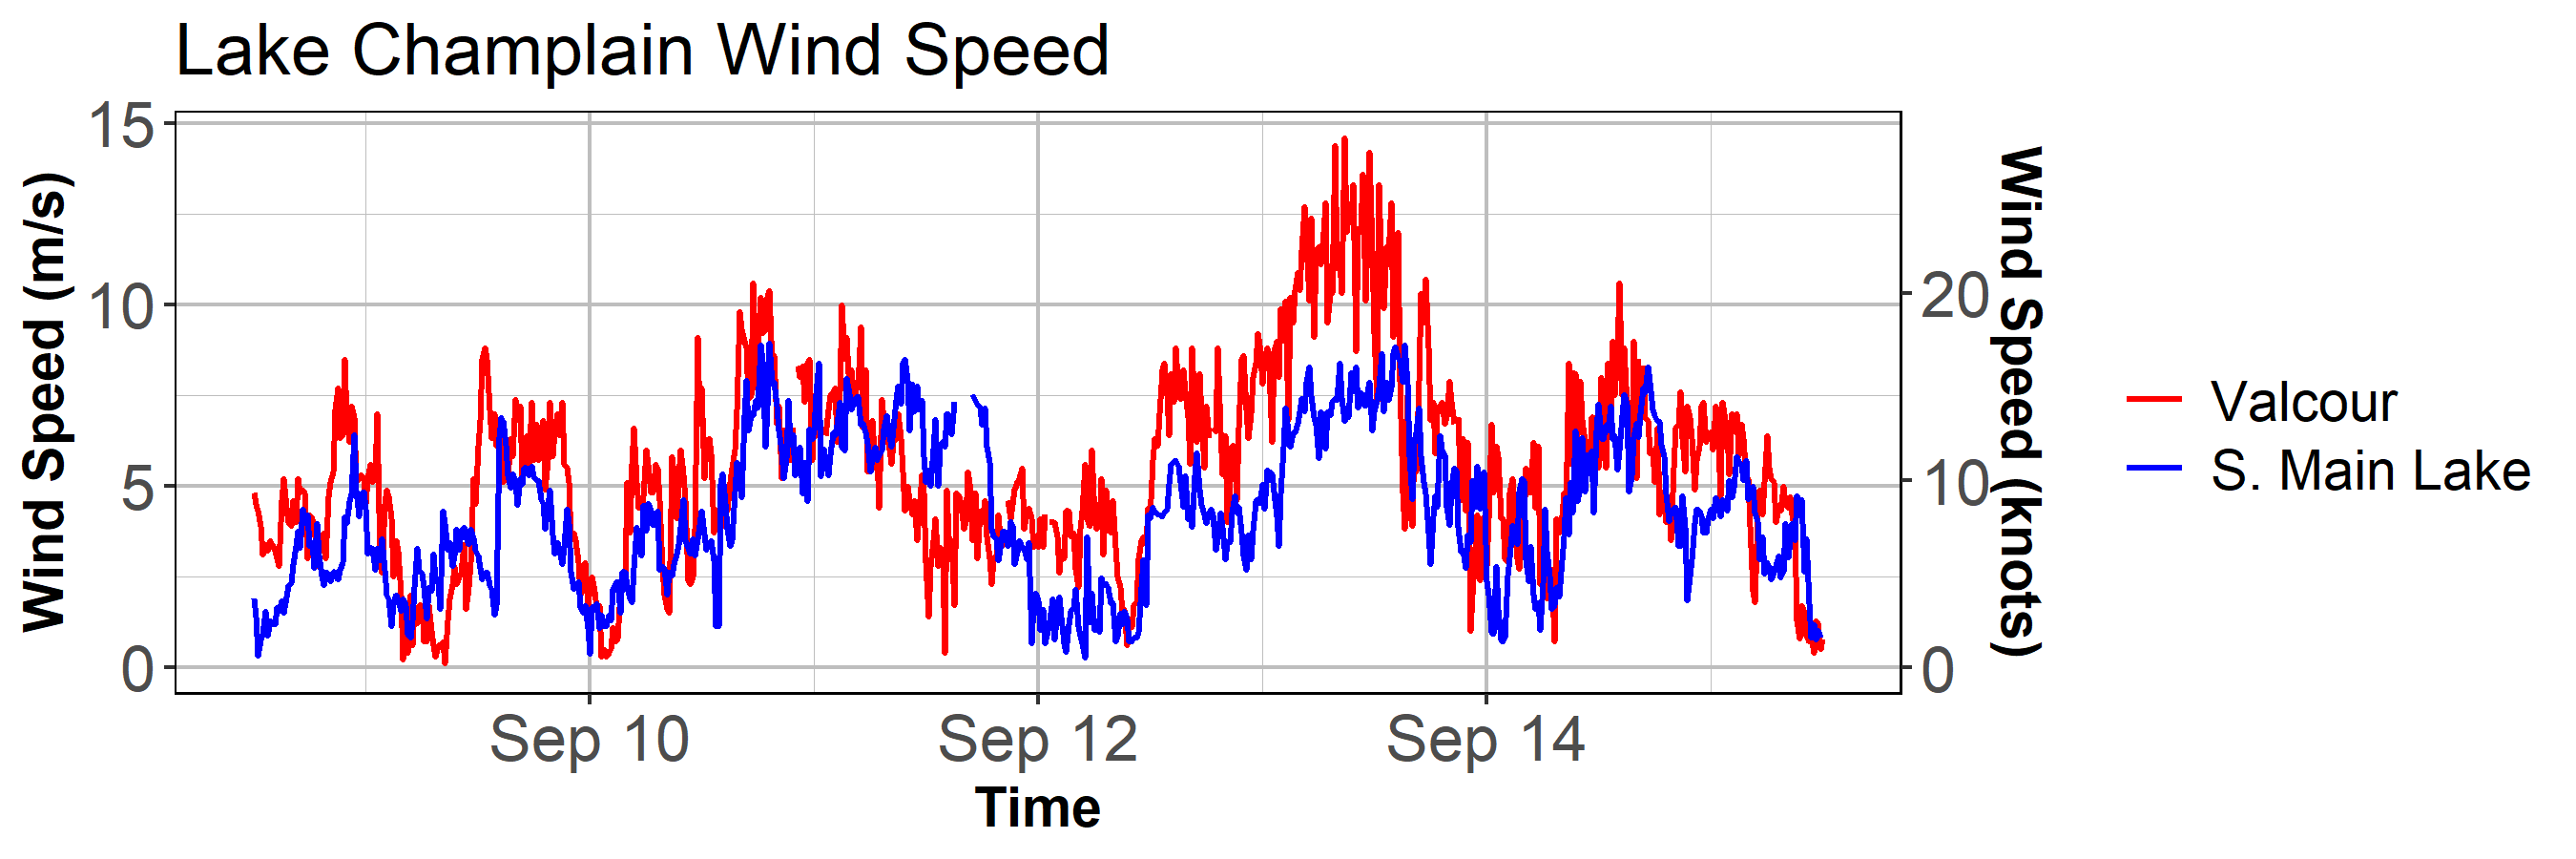 Lake Champlain Wind Speed
15
10
5
0
Wind Speed (m/s)
20
10
0
Wind Speed (knots)
Sep 10
Sep 12
Sep 14
Time
Valcour
S. Main Lake